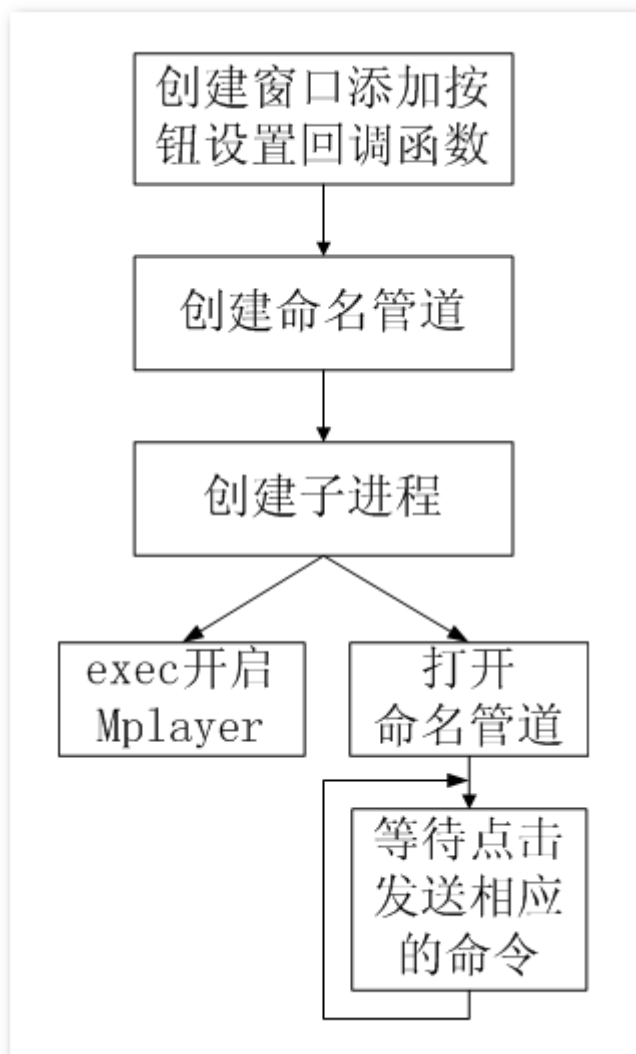 创建窗口添加按
钮设置回调函数
创建命名管道
创建子进程
exec开启
Mplayer
打开
命名管道
等待点击
发送相应
的命令